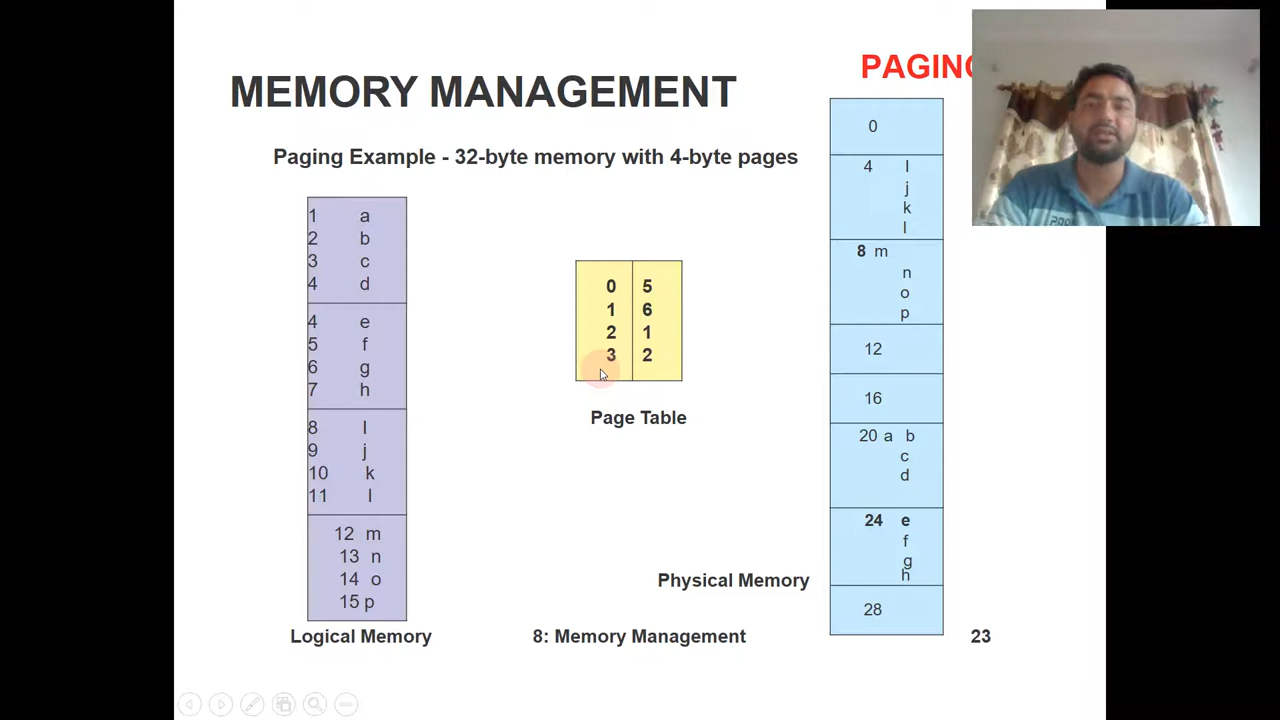 PAGING
MEMORY MANAGEMENT
Paging Example - 32-byte memory with 4-byte pages
1 a
2 b
3 c
4 d
4 e
5 f
6 g
7 h
8 I
9 j
10 k
11 l
12 m
13 n
14 o
15 p
Logical Memory
0 5
1 6
2 1
3 2
Page Table
0
4 I
j
k
l
8 m
n
o
p
12
16
20 a b
c
d
24 e
f
g
h
28
Physical Memory
8: Memory Management
23